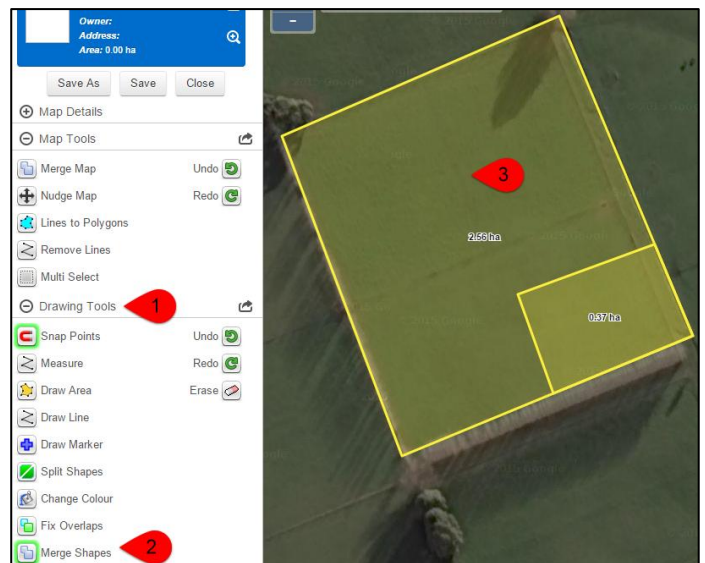 Owner:
Address:
Area: 0.00 ha
Save As Save Close
Map Details
Map Tools
Merge Map Undo
Nudge Map Redo
Lines to Polygons
Remove Lines
Multi Select
Drawing Tools 1
Snap Points Undo
Measure Redo
Draw Area Erase
Draw Line
Draw Marker
Split Shapes
Change Colour
Fix Overlaps
Merge Shapes 2
3
2.56 ha
0.37 ha